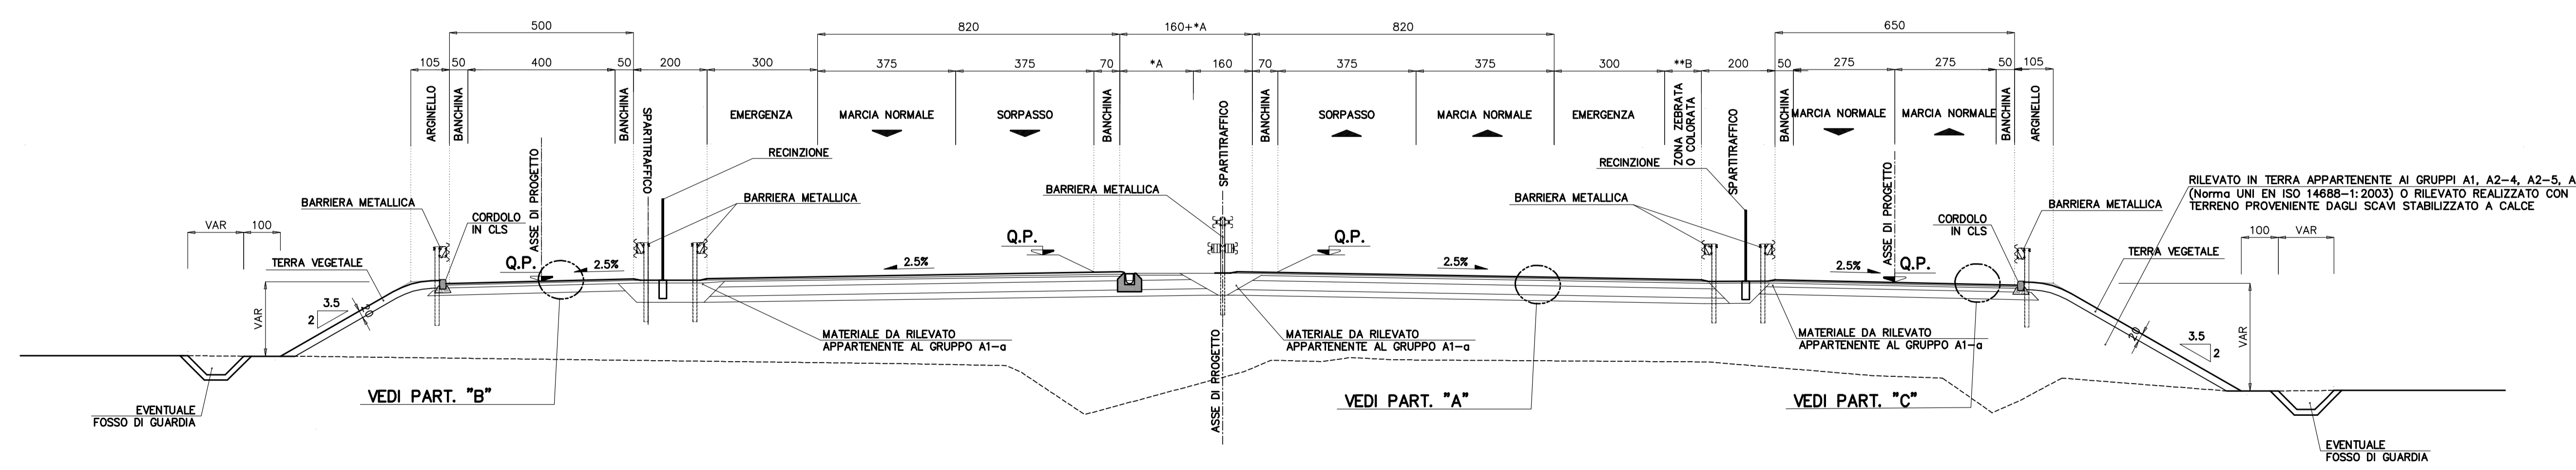 500
820
160+*A
820
650
105
50
400
50
200
300
375
375
70
*A
160
70
375
375
300
**B
200
50
275
275
50
105
ARGINELLO
BANCHINA
BANCHINA
SPARTITRAFFICO
EMERGENZA
MARCIA NORMALE
SORPASSO
BANCHINA
SPARTITRAFFICO
BANCHINA
SORPASSO
MARCIA NORMALE
EMERGENZA
ZONA ZEBRATA
O COLORATA
SPARTITRAFFICO
BANCHINA
MARCIA NORMALE
MARCIA NORMALE
BANCHINA
ARGINELLO
RECINZIONE
RECINZIONE
ASSE DI PROGETTO
ASSE DI PROGETTO
RILEVATO IN TERRA APPARTENENTE AI GRUPPI A1, A2-4, A2-5, A
(Norma UNI EN ISO 14688-1:2003) O RILEVATO REALIZZATO CON
TERRENO PROVENIENTE DAGLI SCAVI STABILIZZATO A CALCE
BARRIERA METALLICA
CORDOLO
IN CLS
BARRIERA METALLICA
BARRIERA METALLICA
BARRIERA METALLICA
CORDOLO
IN CLS
BARRIERA METALLICA
VAR
100
100
VAR
TERRA VEGETALE
Q.P.
2.5%
2.5%
Q.P.
Q.P.
2.5%
2.5%
Q.P.
TERRA VEGETALE
3.5
2
VAR
20
3.5
2
VAR
MATERIALE DA RILEVATO
APPARTENENTE AL GRUPPO A1-a
MATERIALE DA RILEVATO
APPARTENENTE AL GRUPPO A1-a
MATERIALE DA RILEVATO
APPARTENENTE AL GRUPPO A1-a
ASSE DI PROGETTO
VEDI PART. "B"
VEDI PART. "A"
VEDI PART. "C"
EVENTUALE
FOSSO DI GUARDIA
EVENTUALE
FOSSO DI GUARDIA